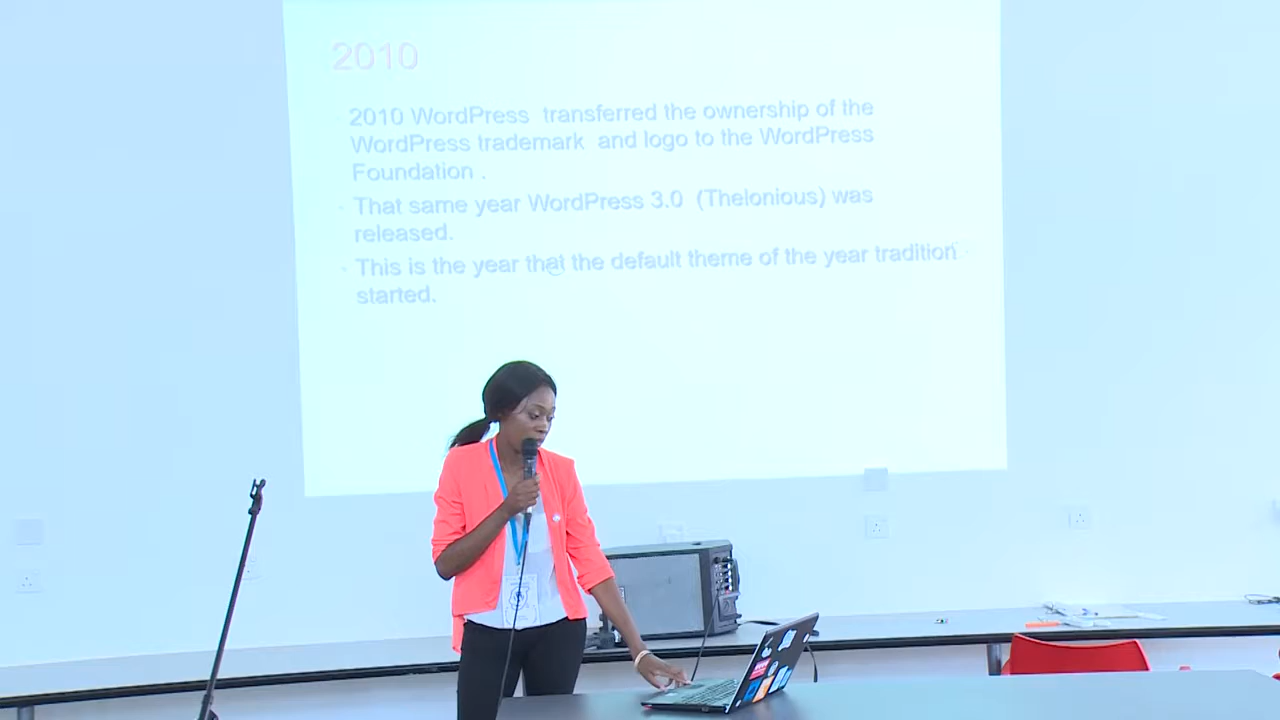 2010
2010 WordPress transferred the ownership of the
WordPress trademark and logo to the WordPress
Foundation .
That same year WordPress 3.0 (Thelonious) was
released.
This is the year that the default theme of the year tradition
started.